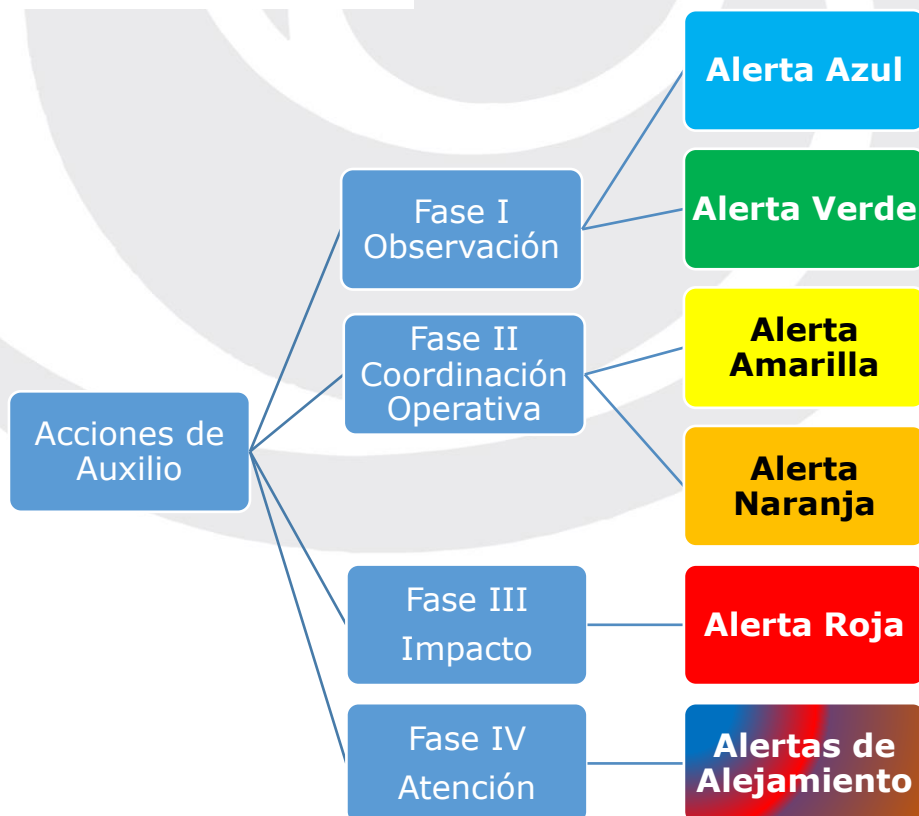 Acciones de
Auxilio
Fase I
Observación
Alerta Azul
Alerta Verde
Fase II
Coordinación
Operativa
Alerta
Amarilla
Alerta
Naranja
Fase III
Impacto
Alerta Roja
Fase IV
Atención
Alertas de
Alejamiento